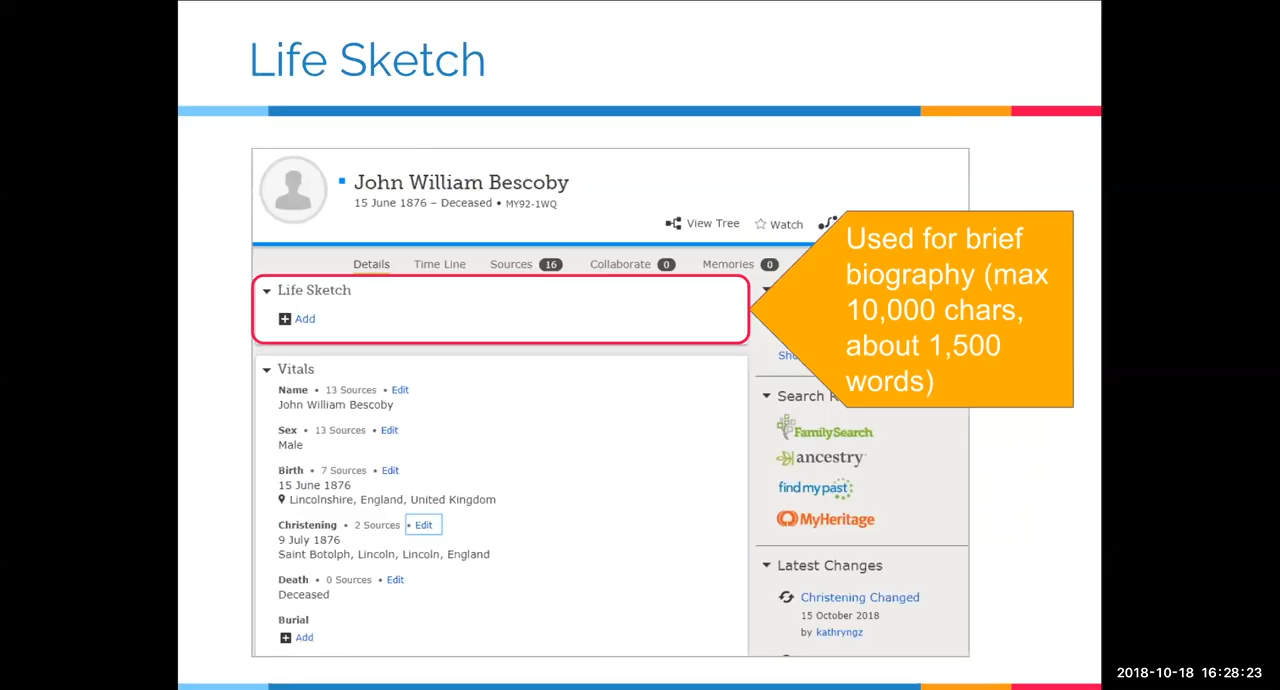 Life Sketch
John William Bescoby
15 June 1876 – Deceased • MY92-1WQ
View Tree Watch
Details Time Line Sources 16 Collaborate 0 Memories 0
Life Sketch
Add
Used for brief
biography (max
10,000 chars,
about 1,500
words)
Vitals
Name • 13 Sources • Edit
John William Bescoby
Sex • 13 Sources • Edit
Male
Birth • 7 Sources • Edit
15 June 1876
Lincolnshire, England, United Kingdom
Christening • 2 Sources • Edit
9 July 1876
Saint Botolph, Lincoln, Lincoln, England
Death • 0 Sources • Edit
Deceased
Burial
Add
Search
FamilySearch
ancestry
findmypast
MyHeritage
Latest Changes
Christening Changed
15 October 2018
by kathryngz
2018-10-18 16:28:23